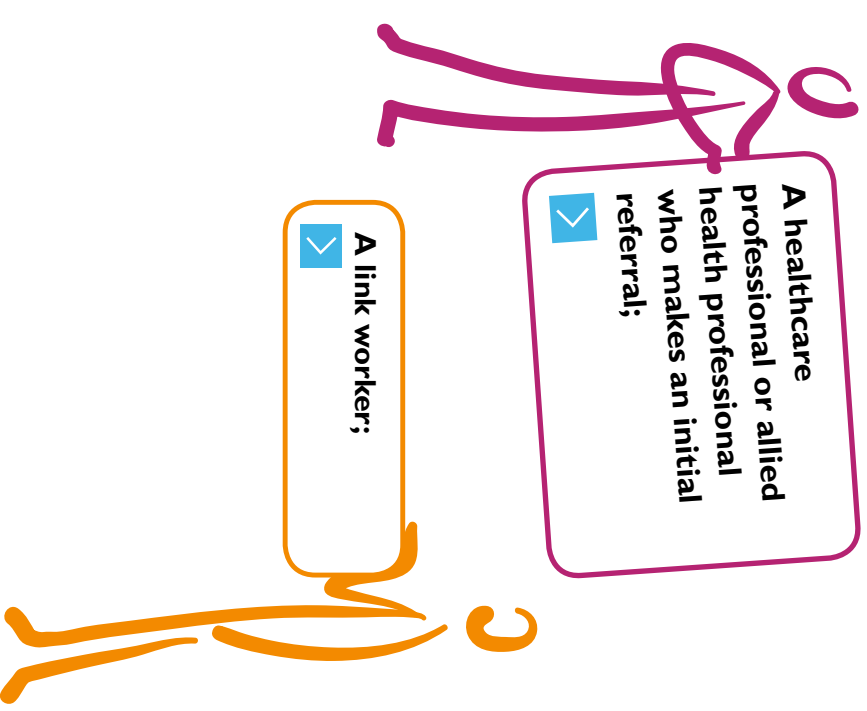 A healthcare
professional or allied
health professional
who makes an initial
referral;
A link worker;